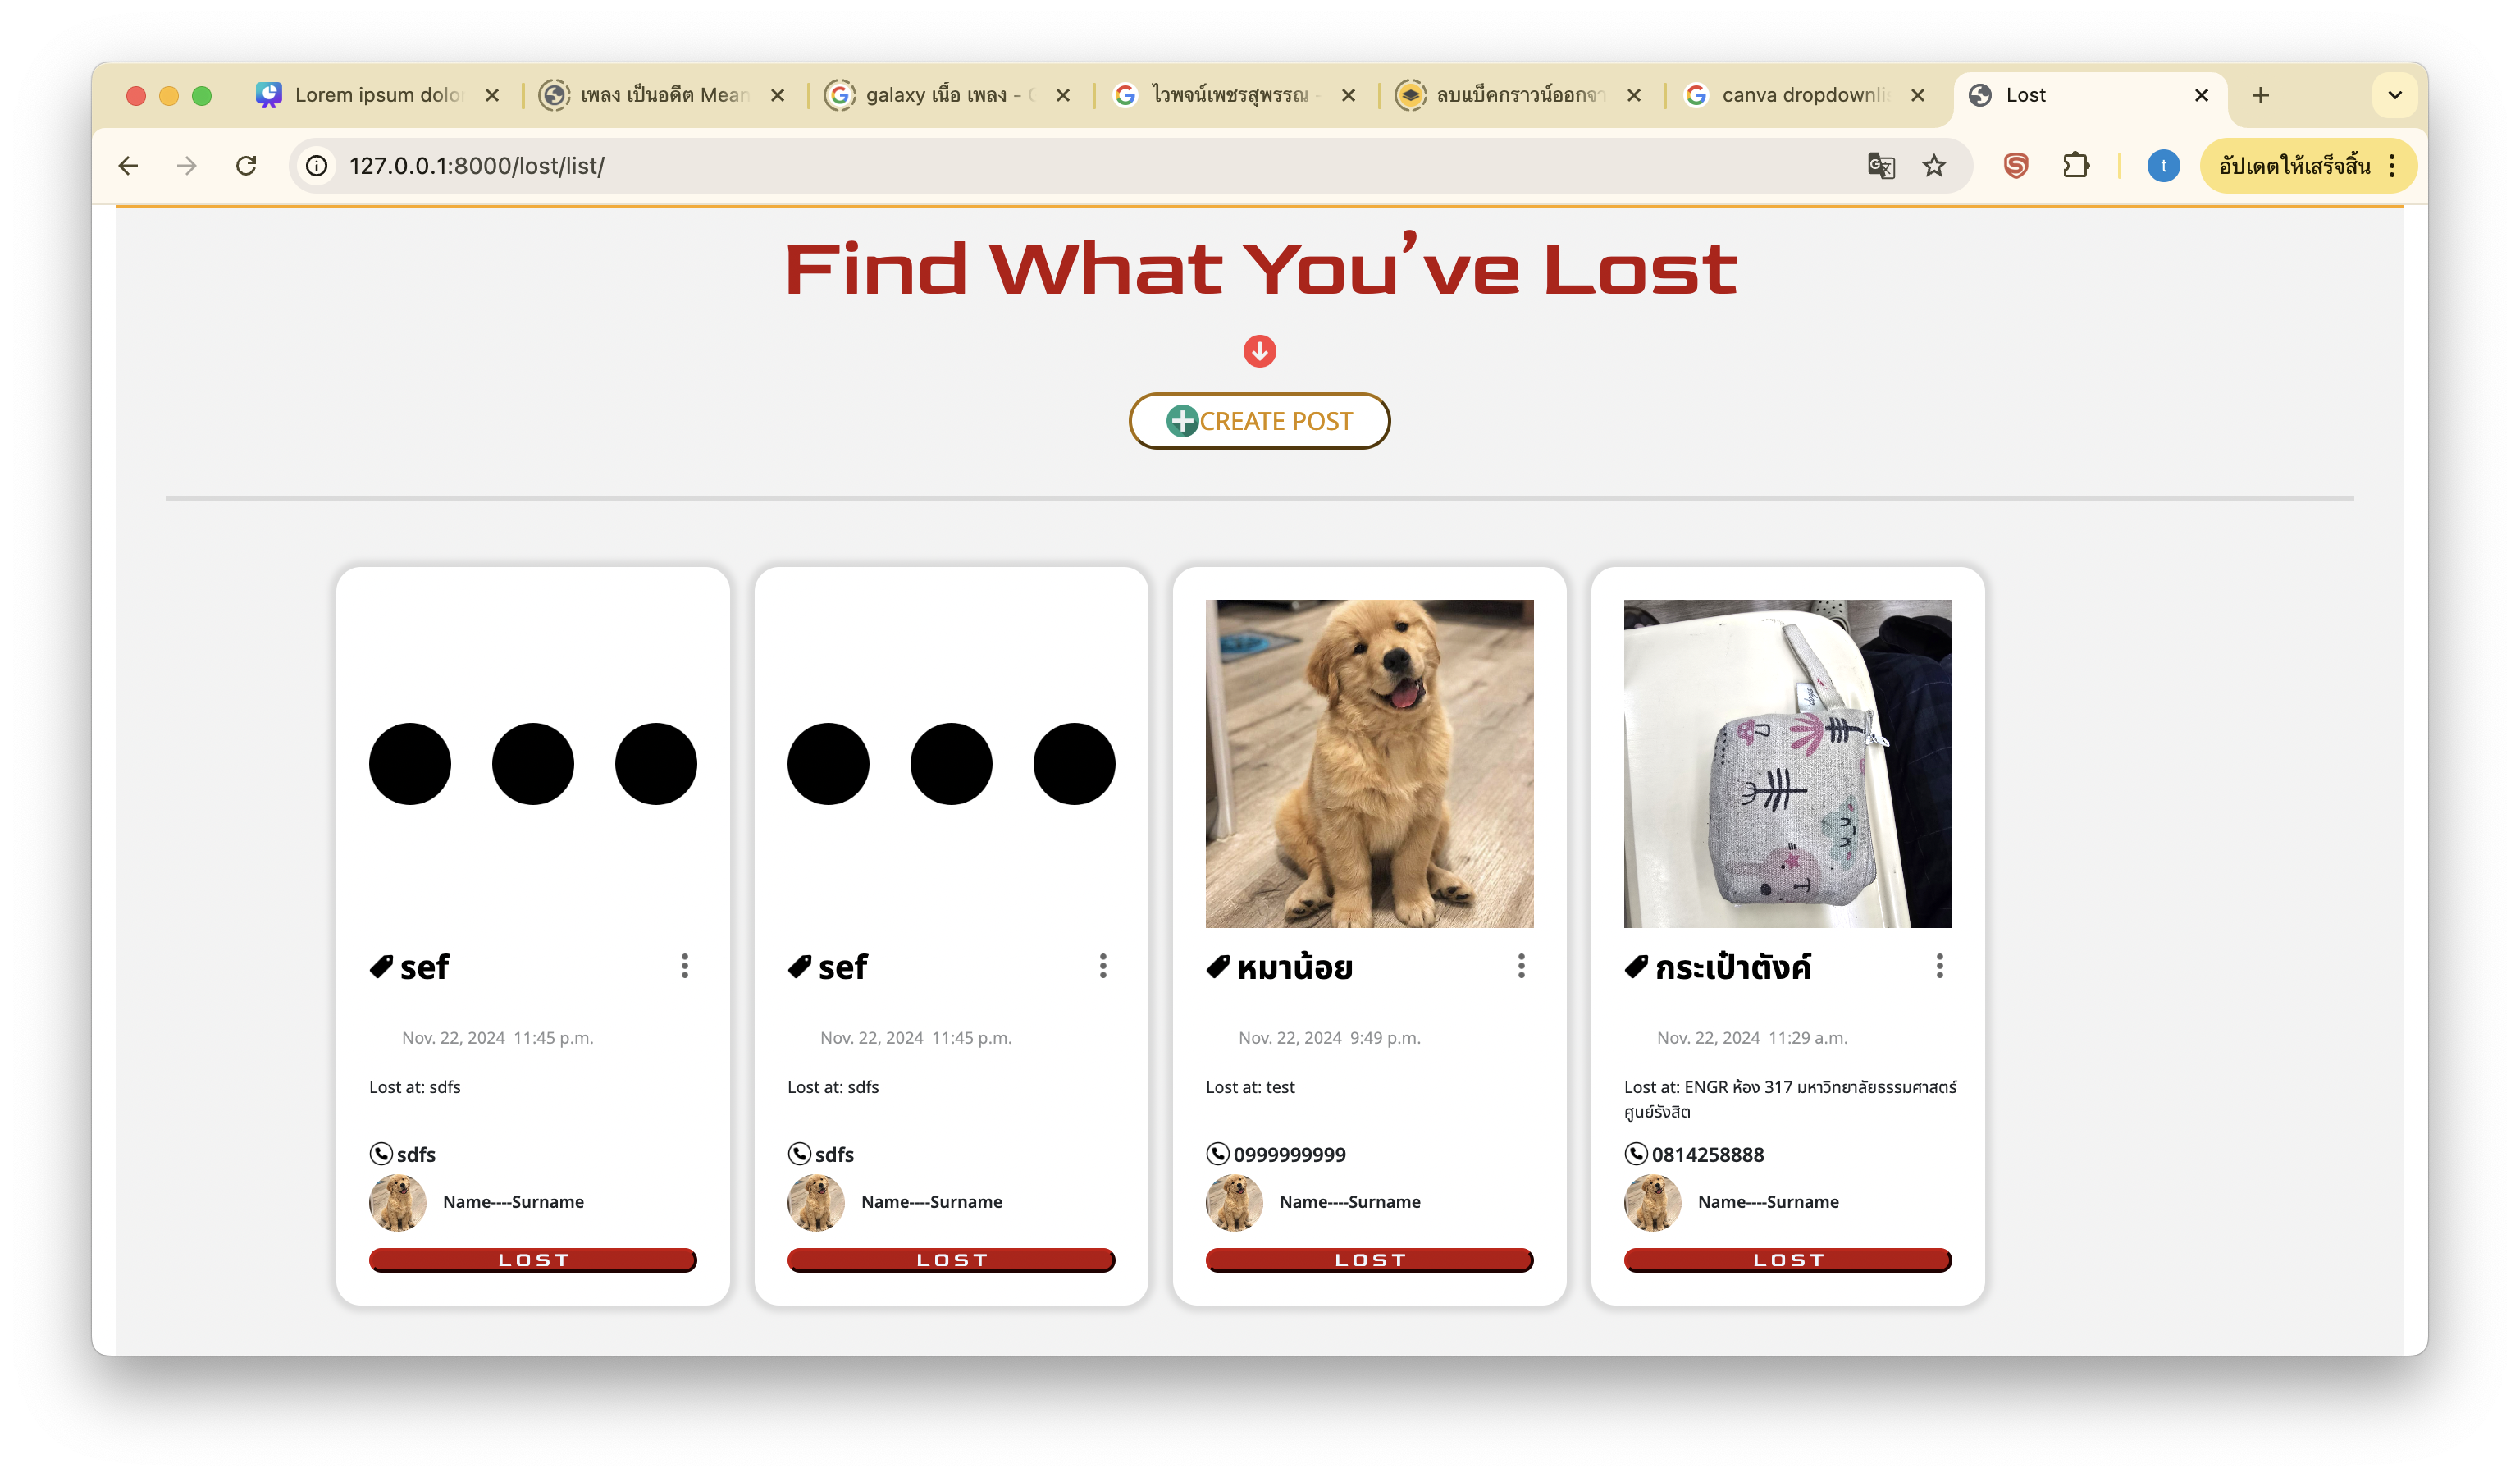 Lorem ipsum dolo
เพลง เป็นอดีต Mean
galaxy เนื้อ เพลง -
ไวพจน์เพชรสุพรรณ -
ลบแบ็คกราวน์ออกจา
canva dropdownlis
Lost
127.0.0.1:8000/lost/list/
t
อัปเดตให้เสร็จสิ้น
Find What You’ve Lost
CREATE POST
sef
Nov. 22, 2024 11:45 p.m.
Lost at: sdfs
sdfs
Name----Surname
LOST
sef
Nov. 22, 2024 11:45 p.m.
Lost at: sdfs
sdfs
Name----Surname
LOST
หมาน้อย
Nov. 22, 2024 9:49 p.m.
Lost at: test
0999999999
Name----Surname
LOST
กระเป๋าตังค์
Nov. 22, 2024 11:29 a.m.
Lost at: ENGR ห้อง 317 มหาวิทยาลัยธรรมศาสตร์
ศูนย์รังสิต
0814258888
Name----Surname
LOST